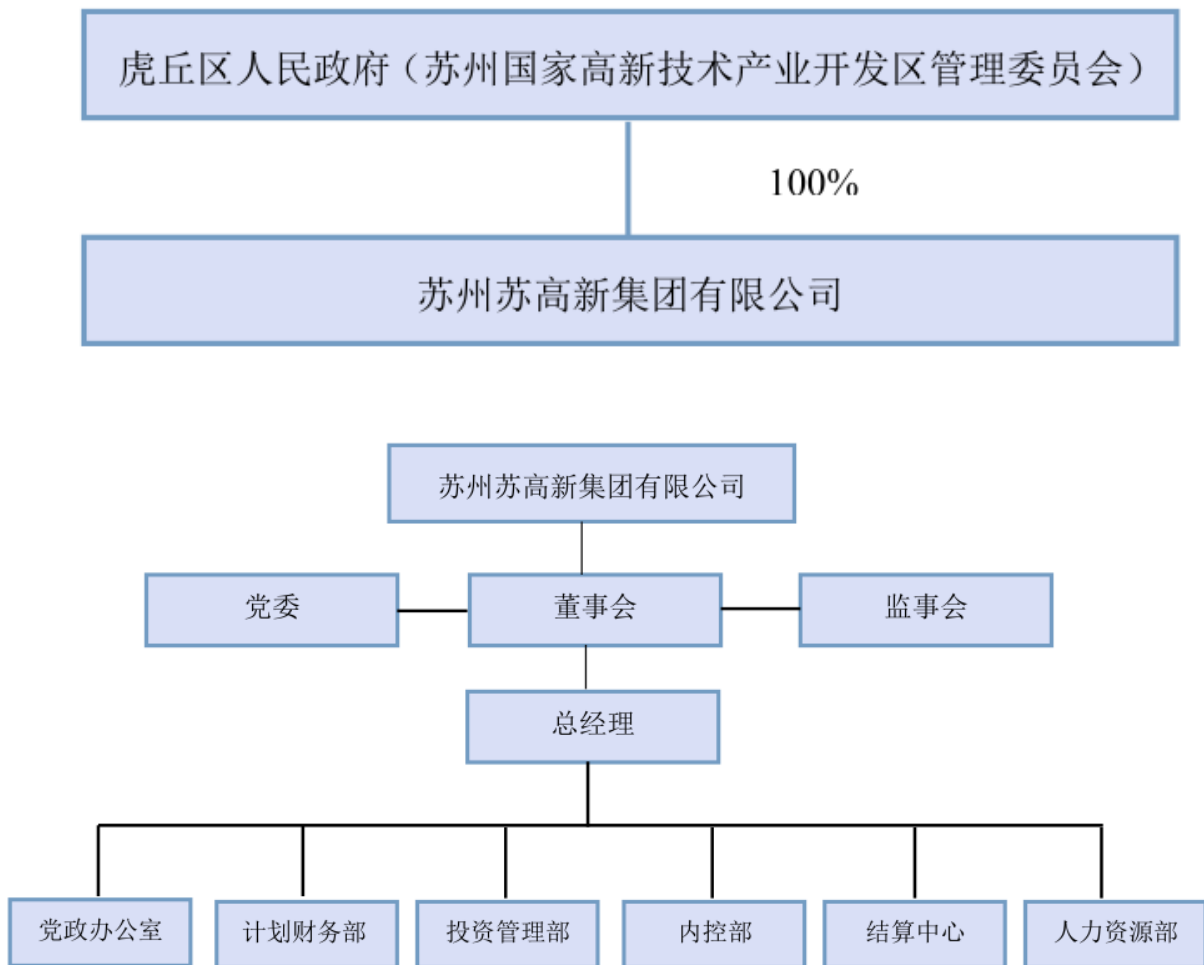 虎丘区人民政府（苏州国家高新技术产业开发区管理委员会）
100%
苏州苏高新集团有限公司
苏州苏高新集团有限公司
党委
董事会
监事会
总经理
党政办公室
计划财务部
投资管理部
内控部
结算中心
人力资源部